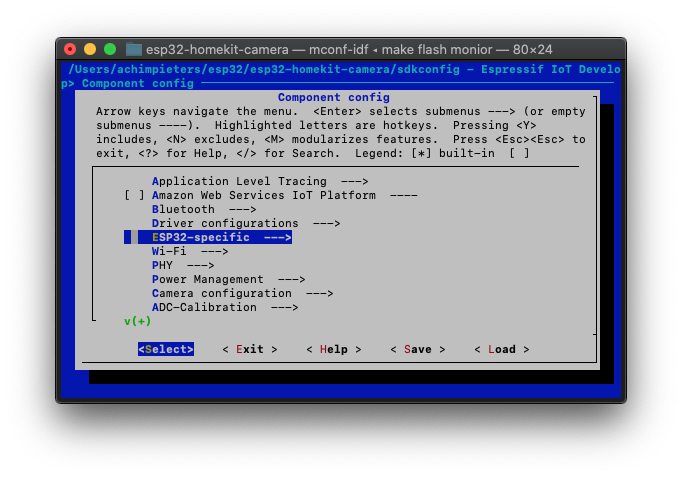 esp32-homekit-camera — mconf-idf ◂ make flash monior — 80×24
/Users/achimpieters/esp32/esp32-homekit-camera/sdkconfig - Espressif IoT Develo
p> Component config
Component config
Arrow keys navigate the menu.  <Enter> selects submenus ---> (or empty
submenus ----).  Highlighted letters are hotkeys.  Pressing <Y>
includes, <N> excludes, <M> modularizes features.  Press <Esc><Esc> to
exit, <?> for Help, </> for Search.  Legend: [*] built-in  [ ]
Application Level Tracing  --->
[ ] Amazon Web Services IoT Platform  ----
Bluetooth  --->
Driver configurations  --->
ESP32-specific  --->
Wi-Fi  --->
PHY  --->
Power Management  --->
Camera configuration  --->
ADC-Calibration  --->
v(+)
<Select>    < Exit >    < Help >    < Save >    < Load >